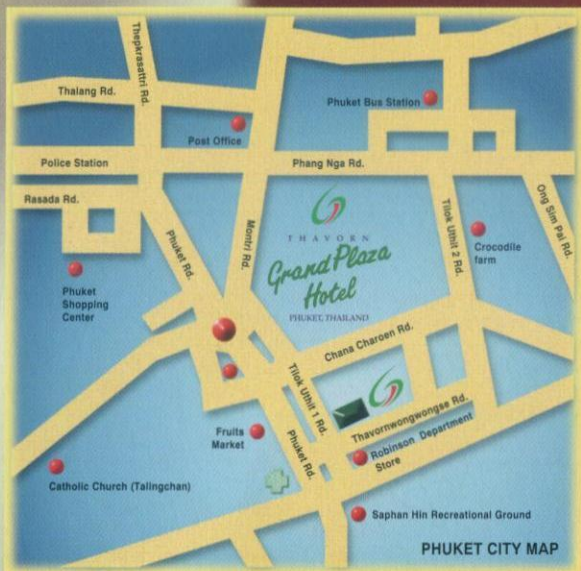 Thepkrasattri Rd.
Thalang Rd.
Phuket Bus Station
Post Office
Police Station
Phang Nga Rd.
Rasada Rd.
Ong Sim Pai Rd.
Phuket Rd.
Montri Rd.
THAVORN
Grand Plaza
Hotel
PHUKET, THAILAND
Tilok Uthit 2 Rd.
Crocodile
farm
Phuket
Shopping
Center
Chana Charoen Rd.
Tilok Uthit 1 Rd.
Thavornwongwongse Rd.
Fruits
Market
Phuket Rd.
Robinson Department
Store
Catholic Church (Talingchan)
Saphan Hin Recreational Ground
PHUKET CITY MAP